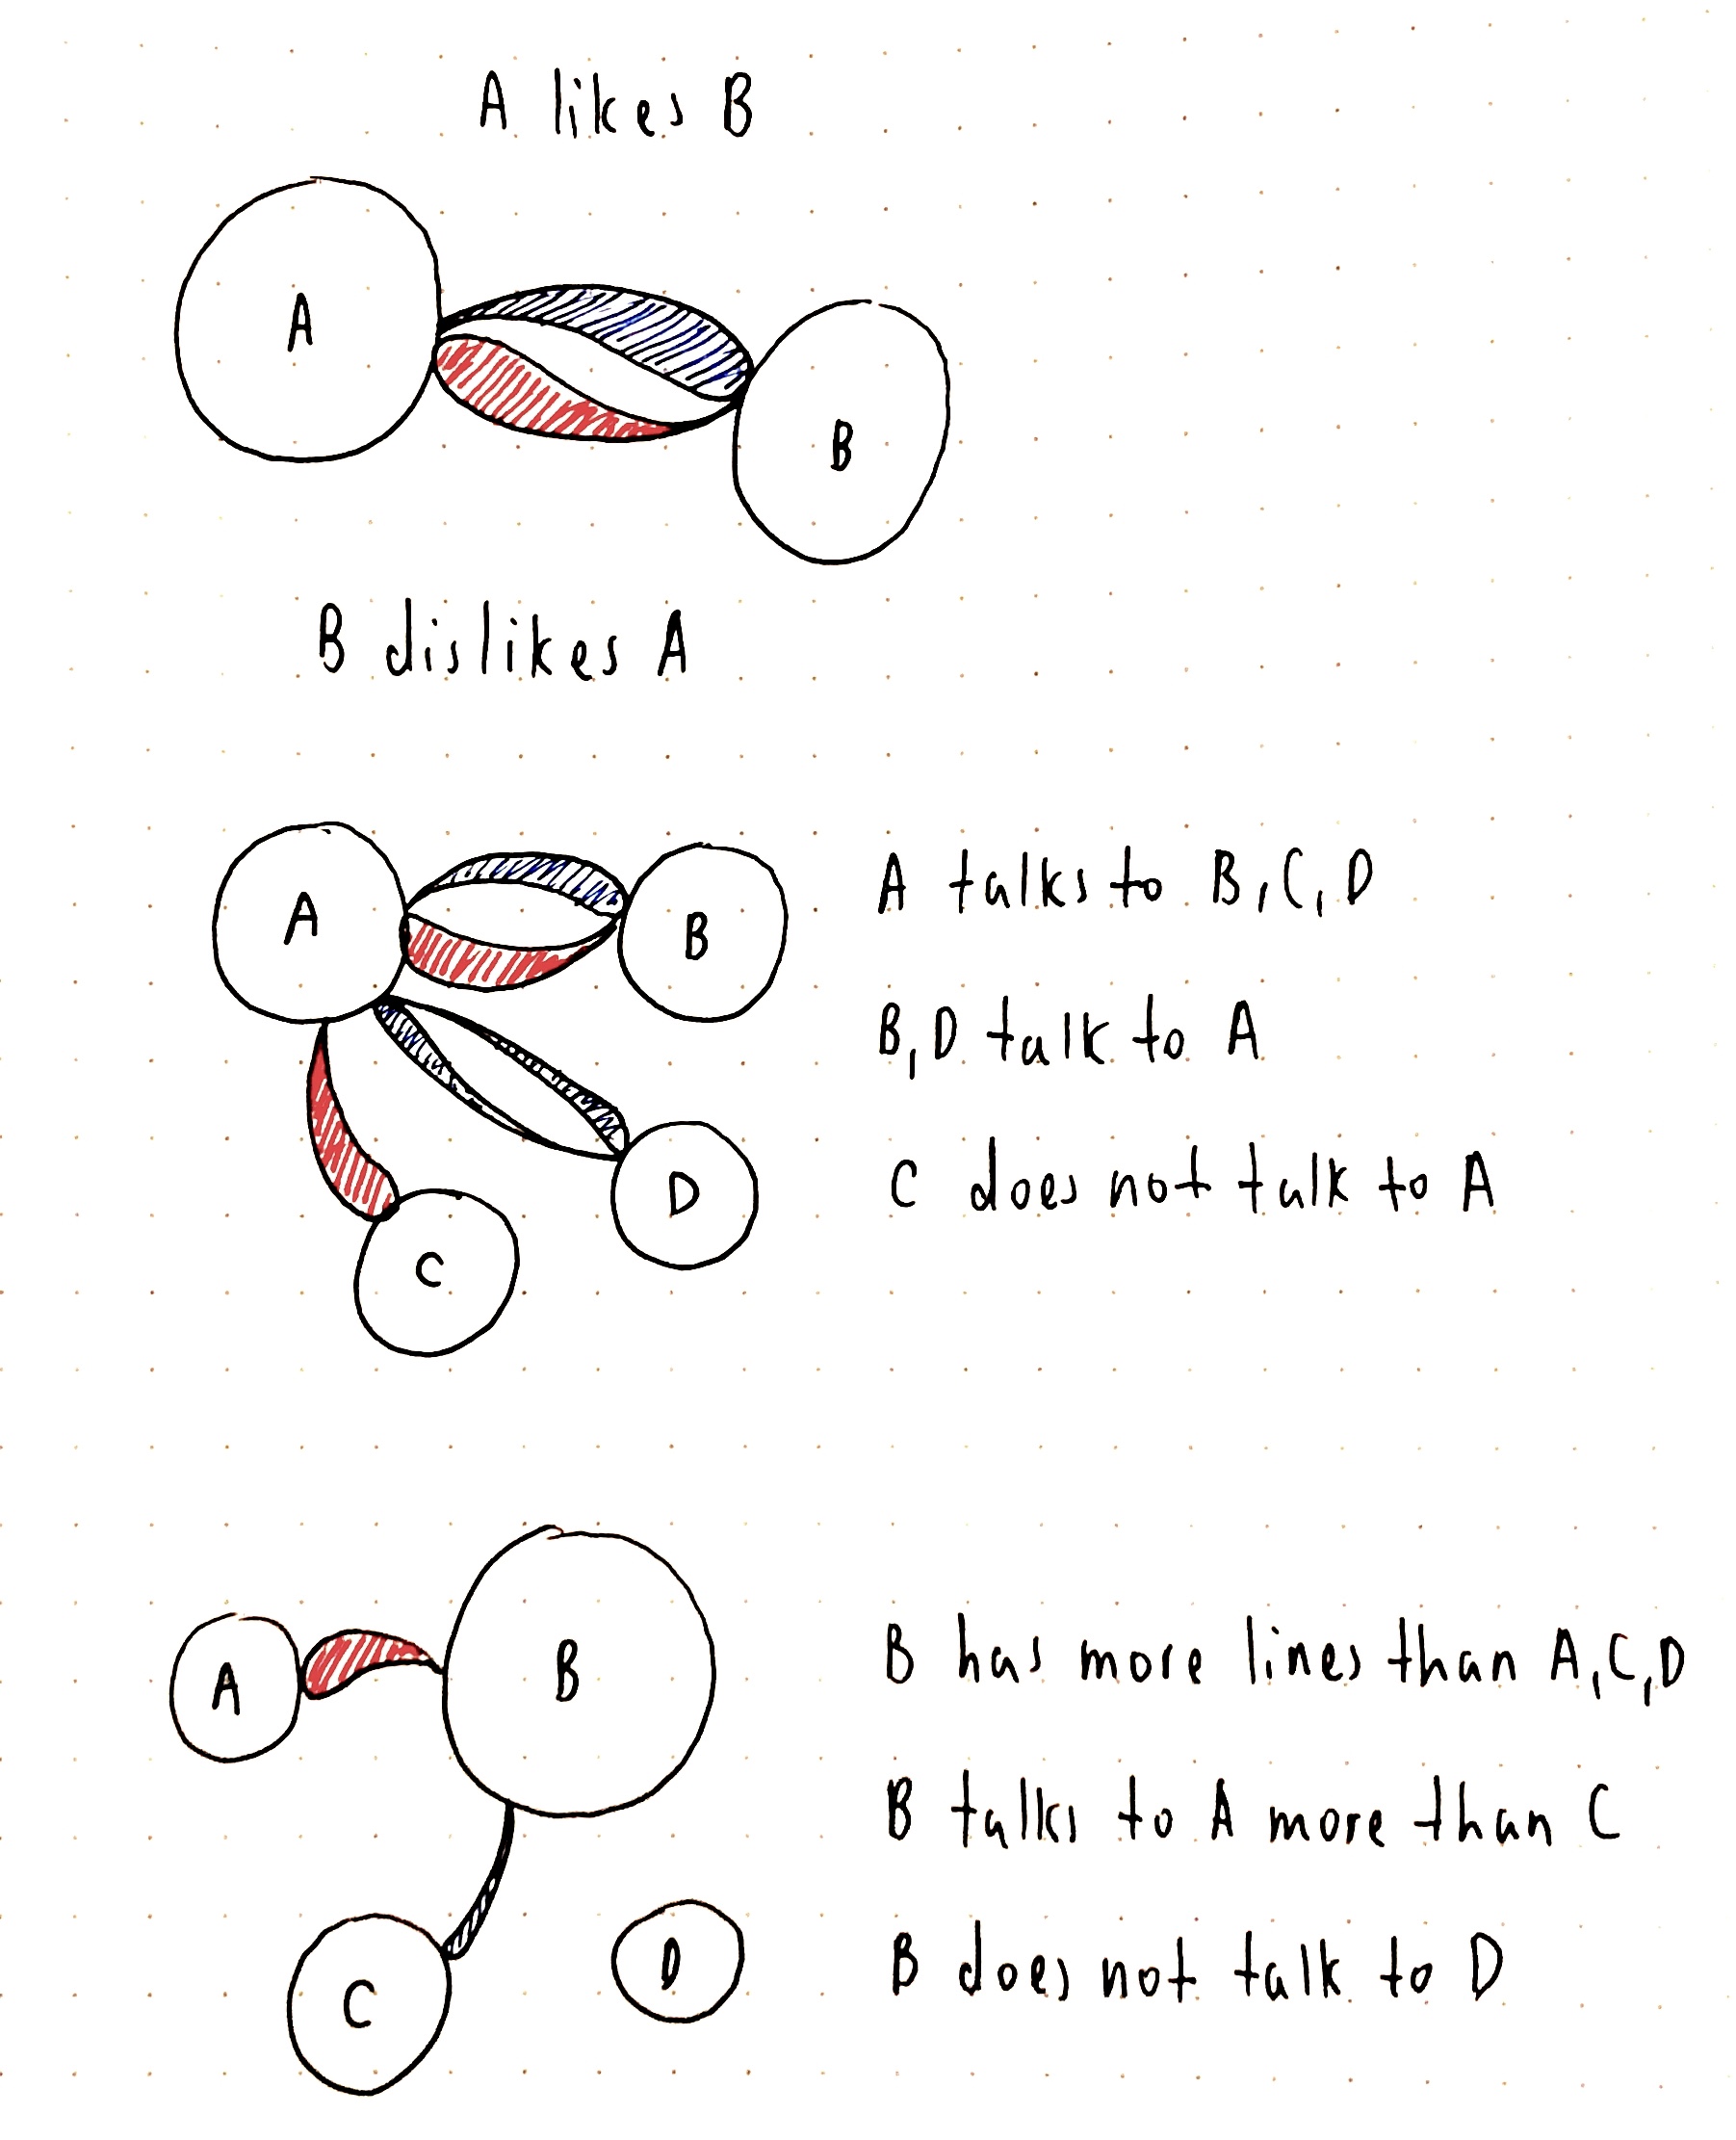 A likes B
A
B
B dislikes A
A
B
C
D
A talks to B, C, D
B, D talk to A
C does not talk to A
A
B
C
D
B has more lines than A, C, D
B talks to A more than C
B does not talk to D